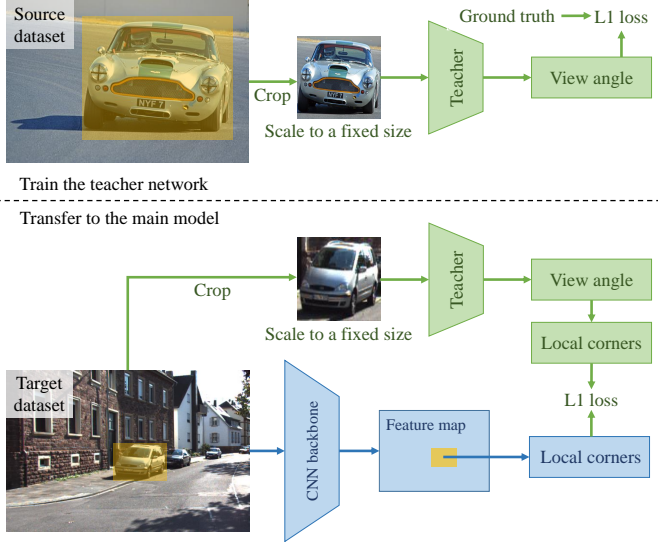 Source
dataset
NYF 7
Crop
Scale to a fixed size
Teacher
Ground truth
L1 loss
View angle
Train the teacher network
Transfer to the main model
Crop
Scale to a fixed size
Teacher
View angle
Local corners
L1 loss
Target
dataset
CNN backbone
Feature map
Local corners